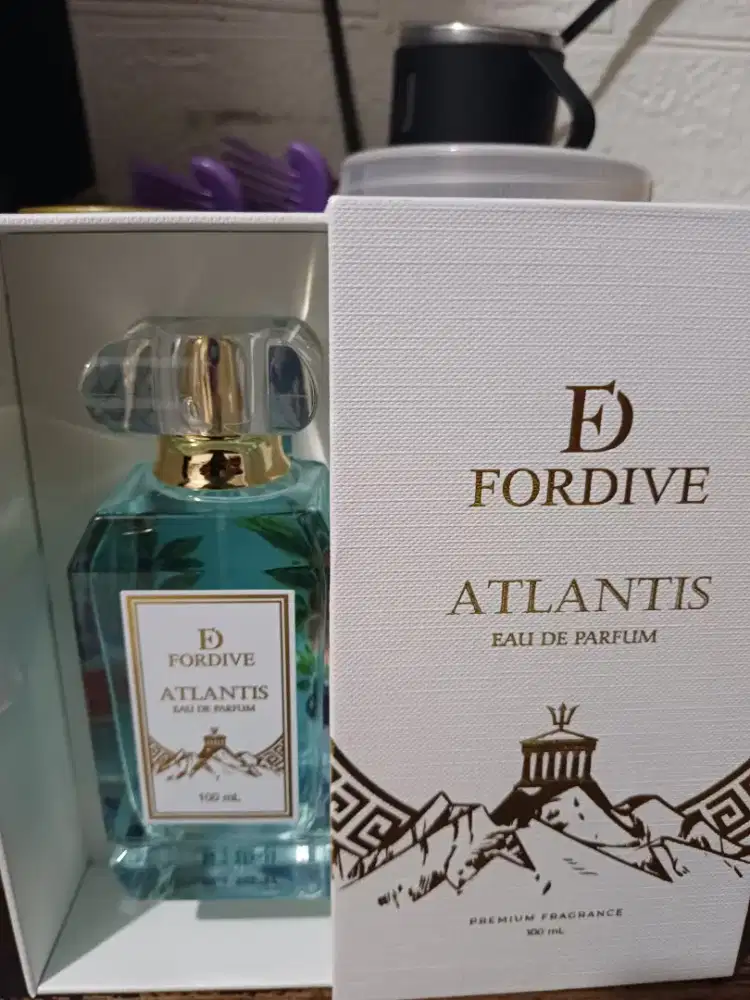 FD
FORDIVE
ATLANTIS
EAU DE PARFUM
100 mL
FD
FORDIVE
ATLANTIS
EAU DE PARFUM
PREMIUM FRAGRANCE
100 mL